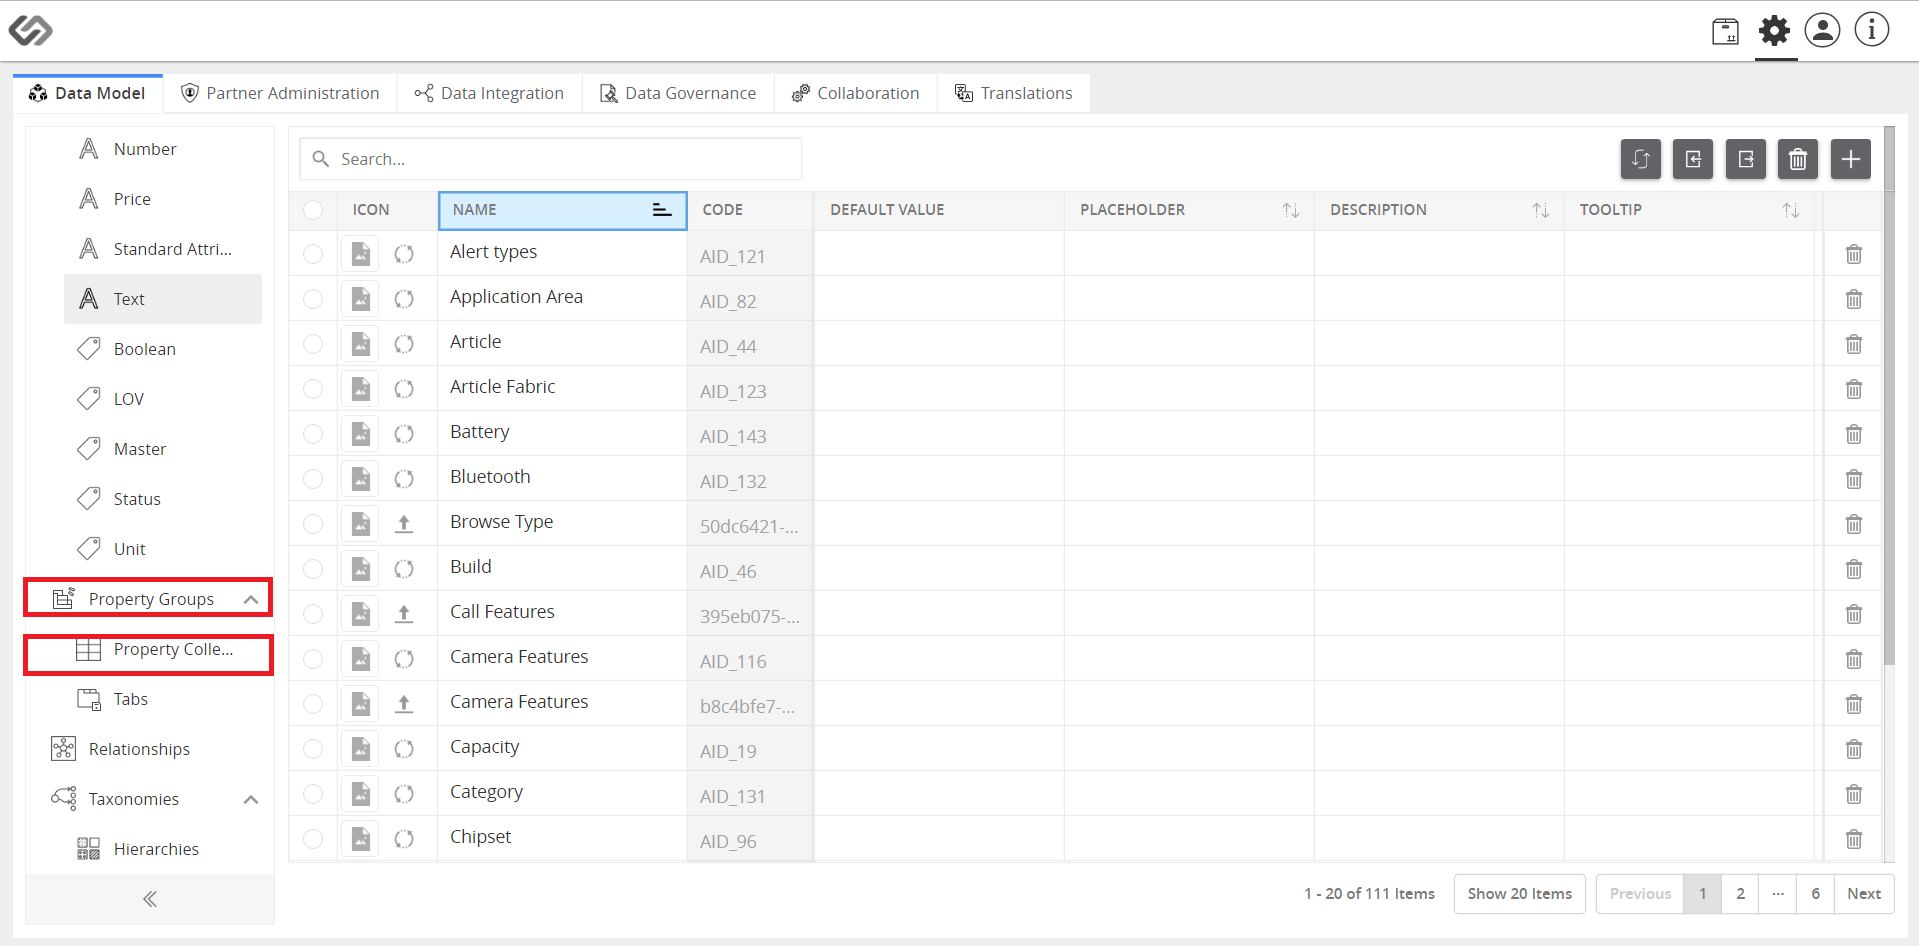 Data Model Partner Administration Data Integration Data Governance Collaboration Translations
Number
Price
Standard Attri...
Text
Boolean
LOV
Master
Status
Unit
Property Groups
Property Colle...
Tabs
Relationships
Taxonomies
Hierarchies
Search...
ICON NAME CODE DEFAULT VALUE PLACEHOLDER DESCRIPTION TOOLTIP
Alert types AID_121
Application Area AID_82
Article AID_44
Article Fabric AID_123
Battery AID_143
Bluetooth AID_132
Browse Type 50dc6421-...
Build AID_46
Call Features 395eb075-...
Camera Features AID_116
Camera Features b8c4bfe7-...
Capacity AID_19
Category AID_131
Chipset AID_96
1 - 20 of 111 Items Show 20 Items Previous 1 2 ... 6 Next